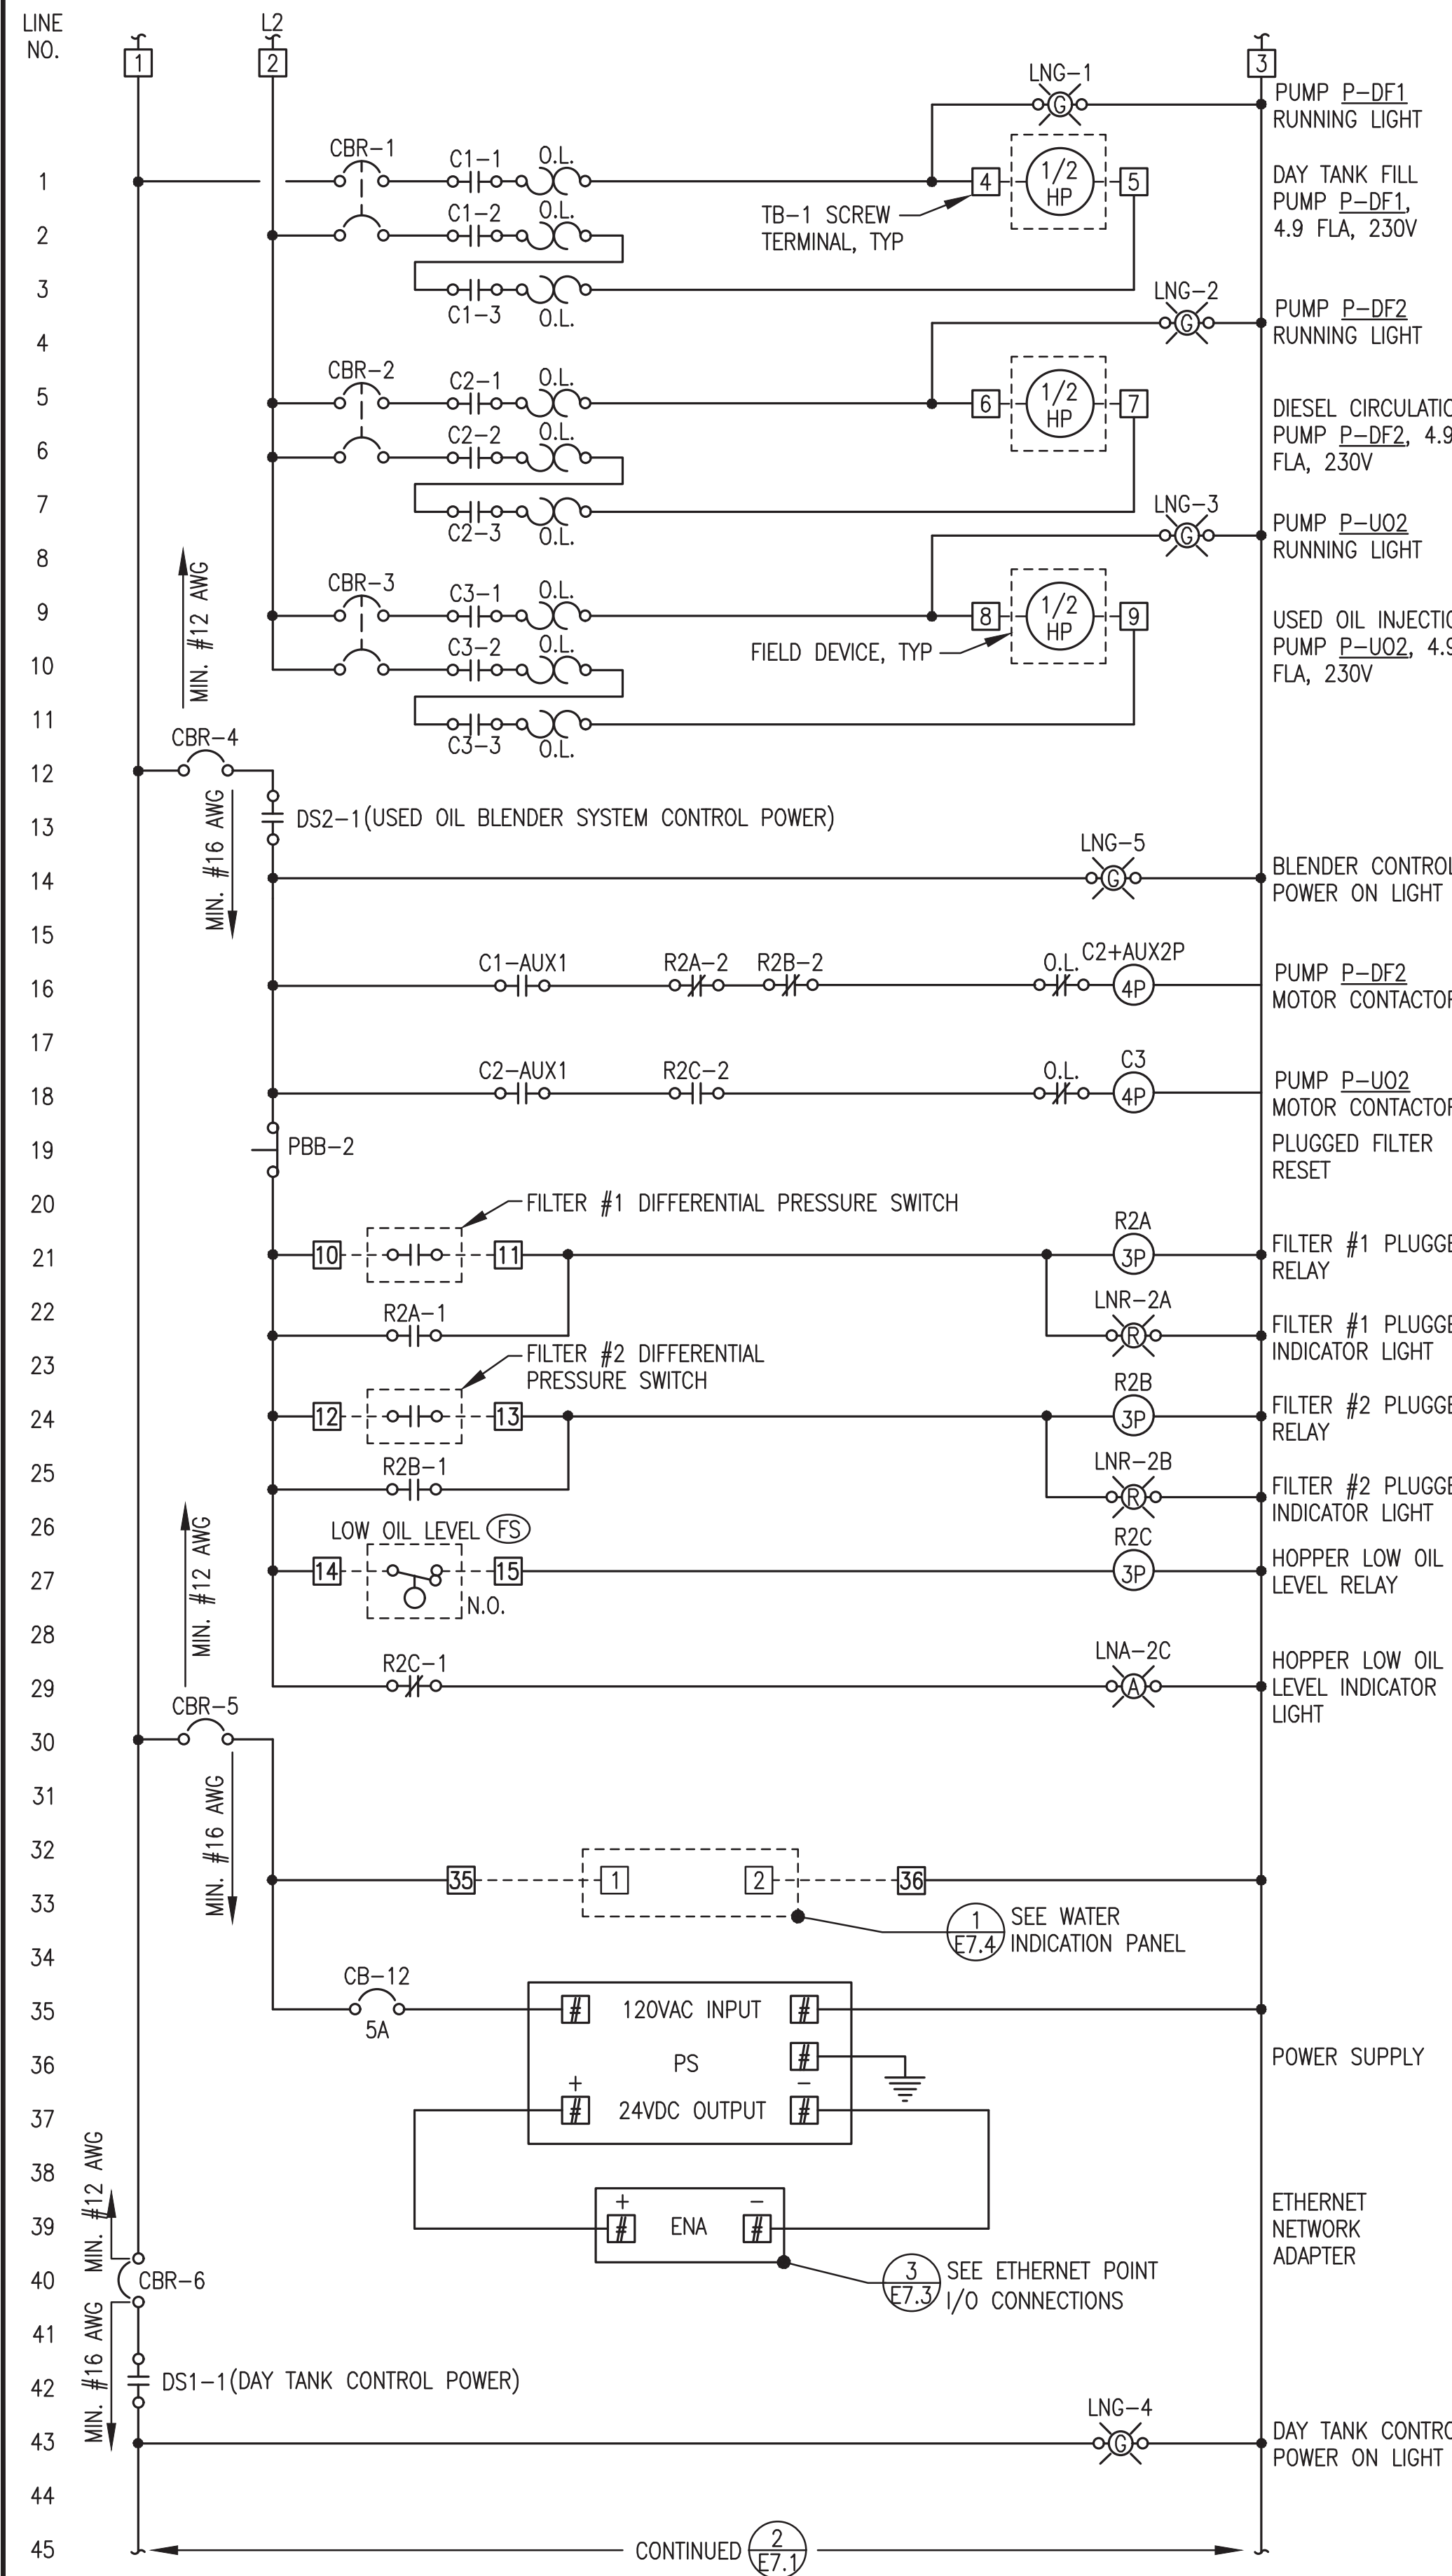 LINE
NO.
L2
1
2
3
LNG-1
G
PUMP P-DF1
RUNNING LIGHT
CBR-1
C1-1
O.L.
1
4
1/2
HP
5
DAY TANK FILL
PUMP P-DF1,
4.9 FLA, 230V
C1-2
O.L.
TB-1 SCREW
TERMINAL, TYP
2
3
C1-3
O.L.
LNG-2
G
PUMP P-DF2
RUNNING LIGHT
4
CBR-2
C2-1
O.L.
5
6
1/2
HP
7
DIESEL CIRCULATIO
PUMP P-DF2, 4.9
FLA, 230V
C2-2
O.L.
6
7
C2-3
O.L.
LNG-3
G
PUMP P-UO2
RUNNING LIGHT
8
MIN. #12 AWG
CBR-3
C3-1
O.L.
9
8
1/2
HP
9
USED OIL INJECTIO
PUMP P-UO2, 4.9
FLA, 230V
C3-2
O.L.
FIELD DEVICE, TYP
10
11
C3-3
O.L.
CBR-4
12
MIN. #16 AWG
13
DS2-1(USED OIL BLENDER SYSTEM CONTROL POWER)
LNG-5
G
14
BLENDER CONTROL
POWER ON LIGHT
15
C1-AUX1
R2A-2
R2B-2
O.L.
C2+AUX2P
4P
16
PUMP P-DF2
MOTOR CONTACTOR
17
C2-AUX1
R2C-2
O.L.
C3
4P
18
PUMP P-UO2
MOTOR CONTACTOR
19
PBB-2
PLUGGED FILTER
RESET
20
FILTER #1 DIFFERENTIAL PRESSURE SWITCH
R2A
21
10
11
3P
FILTER #1 PLUGGE
RELAY
22
R2A-1
LNR-2A
R
FILTER #1 PLUGGE
INDICATOR LIGHT
23
FILTER #2 DIFFERENTIAL
PRESSURE SWITCH
R2B
24
12
13
3P
FILTER #2 PLUGGE
RELAY
25
R2B-1
LNR-2B
R
FILTER #2 PLUGGE
INDICATOR LIGHT
26
MIN. #12 AWG
LOW OIL LEVEL FS
R2C
27
14
15
3P
HOPPER LOW OIL
LEVEL RELAY
N.O.
28
R2C-1
LNA-2C
A
29
HOPPER LOW OIL
LEVEL INDICATOR
LIGHT
CBR-5
30
31
MIN. #16 AWG
32
35
1
2
36
33
1
E7.4
SEE WATER
INDICATION PANEL
34
CB-12
5A
35
#
120VAC INPUT
#
36
PS
#
POWER SUPPLY
37
+
#
24VDC OUTPUT
-
#
38
MIN. #12 AWG
39
+
#
ENA
-
#
ETHERNET
NETWORK
ADAPTER
40
CBR-6
3
E7.3
SEE ETHERNET POINT
I/O CONNECTIONS
41
MIN. #16 AWG
42
DS1-1(DAY TANK CONTROL POWER)
LNG-4
G
43
DAY TANK CONTRO
POWER ON LIGHT
44
45
CONTINUED
2
E7.1